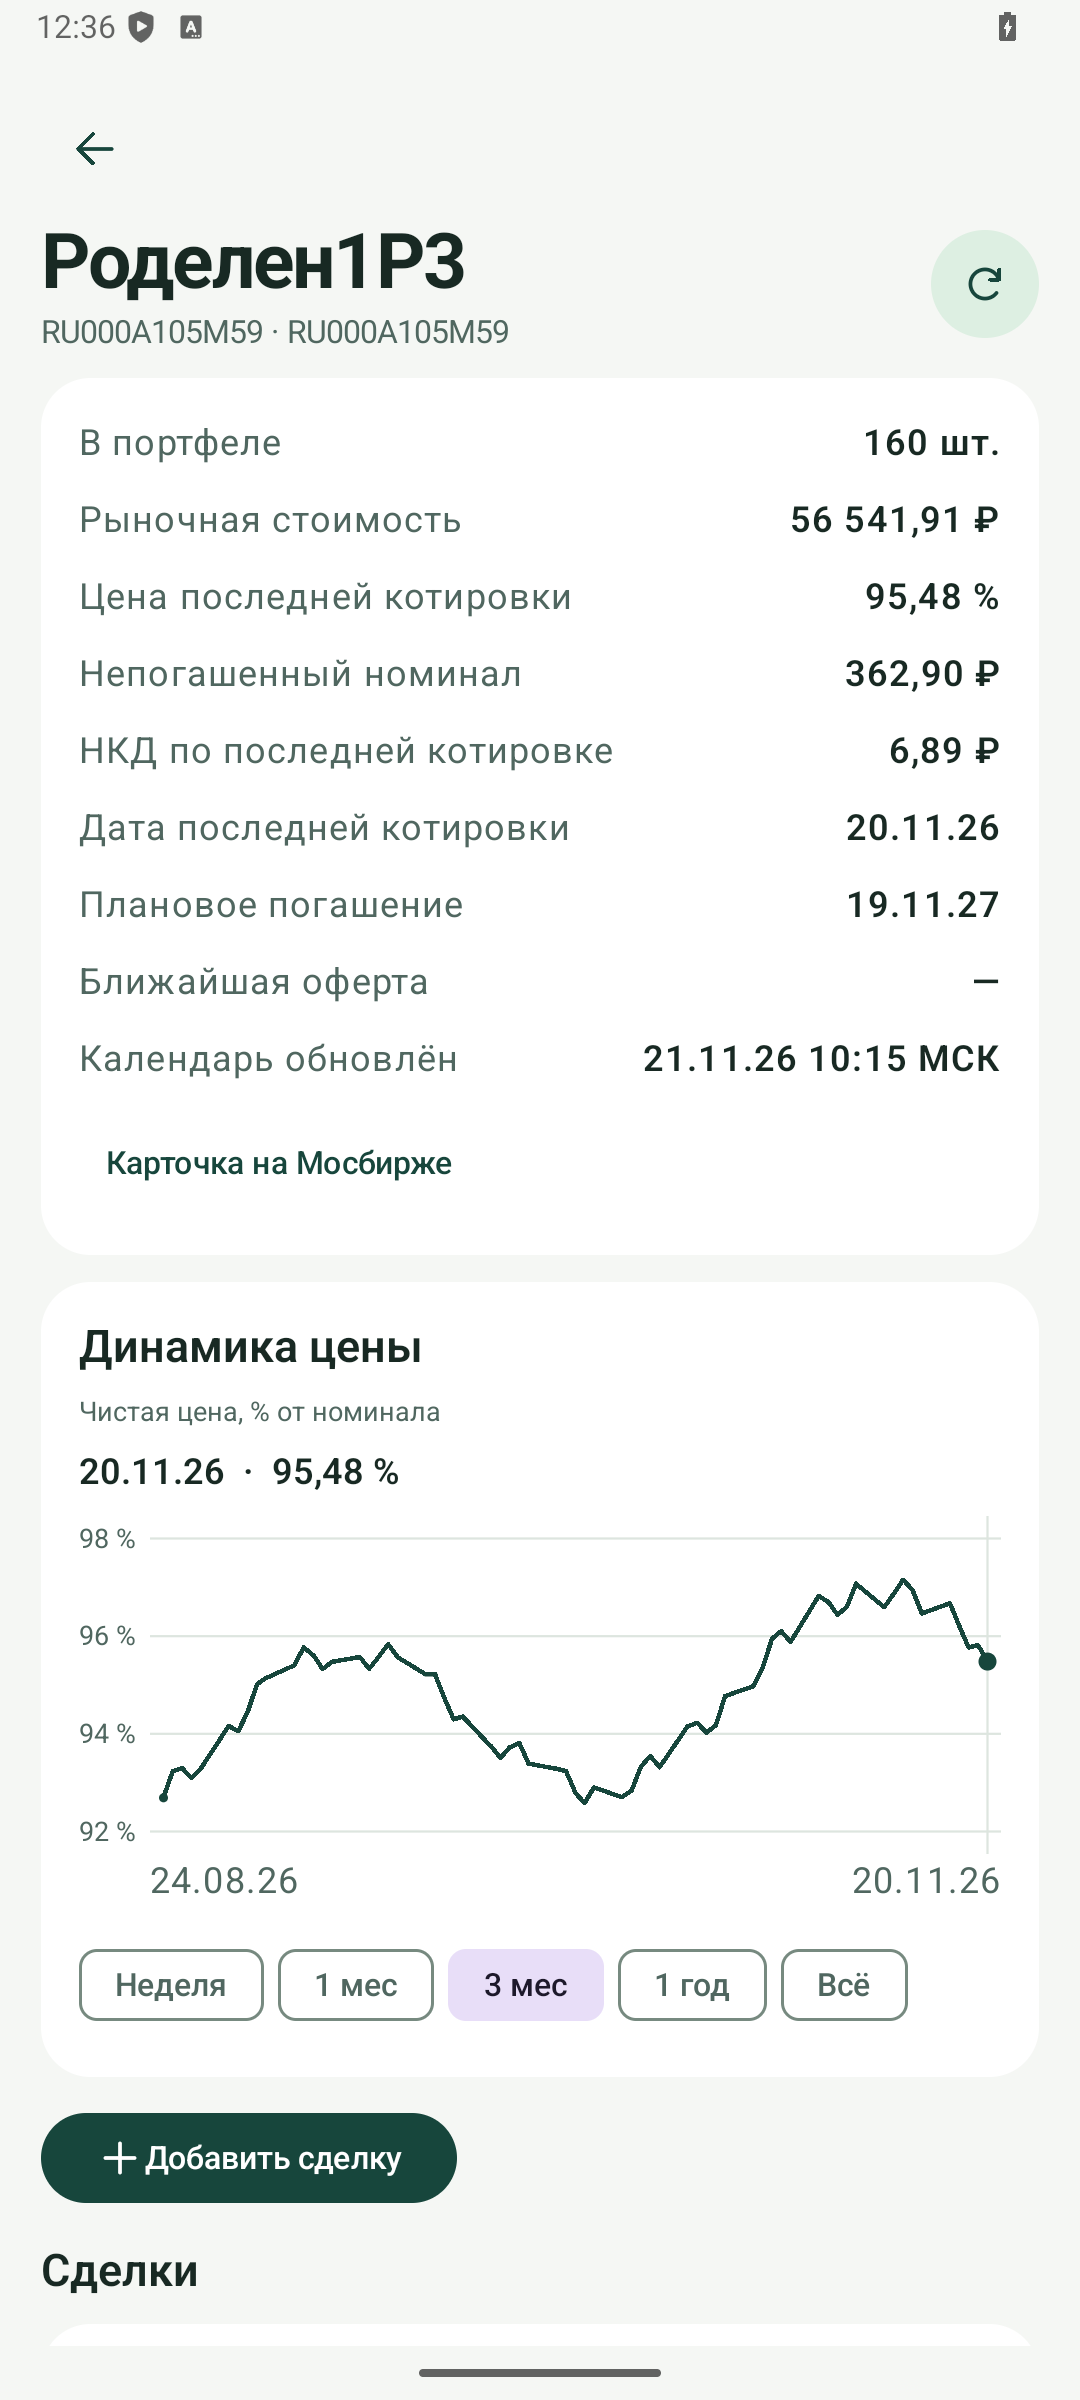 12:36
Роделен1Р3
RU000A105M59 · RU000A105M59
В портфеле 160 шт.
Рыночная стоимость 56 541,91 ₽
Цена последней котировки 95,48 %
Непогашенный номинал 362,90 ₽
НКД по последней котировке 6,89 ₽
Дата последней котировки 20.11.26
Плановое погашение 19.11.27
Ближайшая оферта —
Календарь обновлён 21.11.26 10:15 МСК
Карточка на Мосбирже
Динамика цены
Чистая цена, % от номинала
20.11.26 · 95,48 %
98 %
96 %
94 %
92 %
24.08.26 20.11.26
Неделя 1 мес 3 мес 1 год Всё
+ Добавить сделку
Сделки